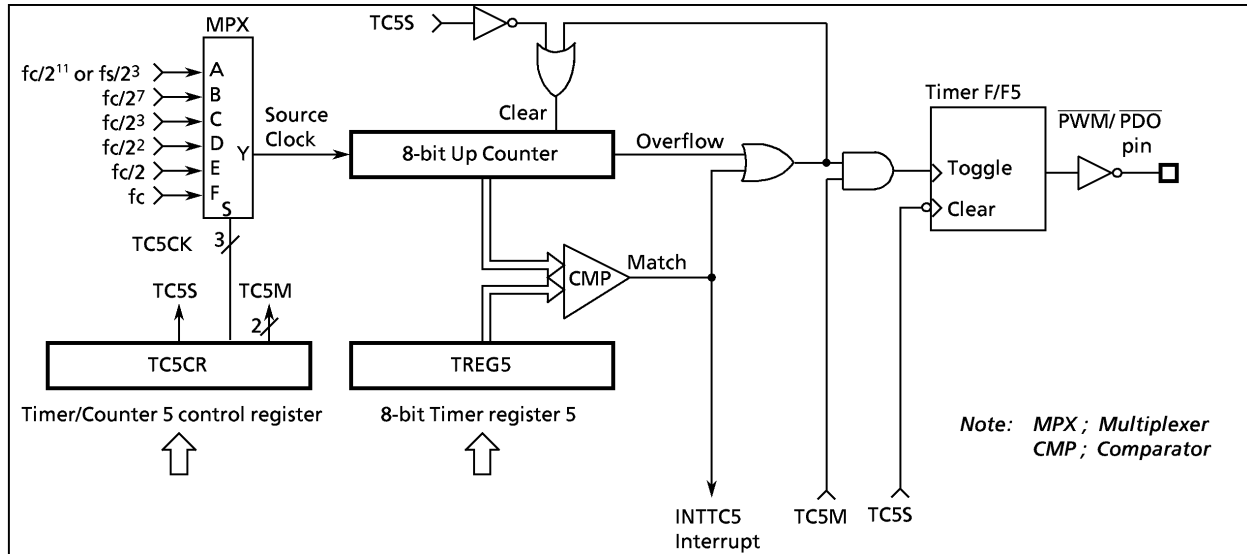 MPX
TC5S
fc/2¹¹ or fs/2³
A
fc/2⁷
B
fc/2³
C
fc/2²
D
fc/2
E
fc
F
Y
S
Source
Clock
Clear
8-bit Up Counter
Overflow
Timer F/F5
Toggle
Clear
PWM/ PDO
pin
TC5CK
3
TC5S
TC5M
2
CMP
Match
TC5CR
TREG5
Timer/Counter 5 control register
8-bit Timer register 5
Note: MPX ; Multiplexer
CMP ; Comparator
INTTC5
Interrupt
TC5M
TC5S